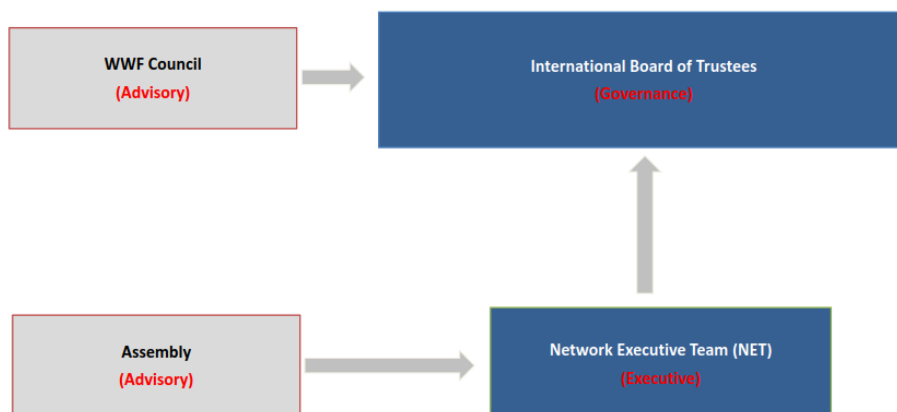 WWF Council
(Advisory)
International Board of Trustees
(Governance)
Assembly
(Advisory)
Network Executive Team (NET)
(Executive)